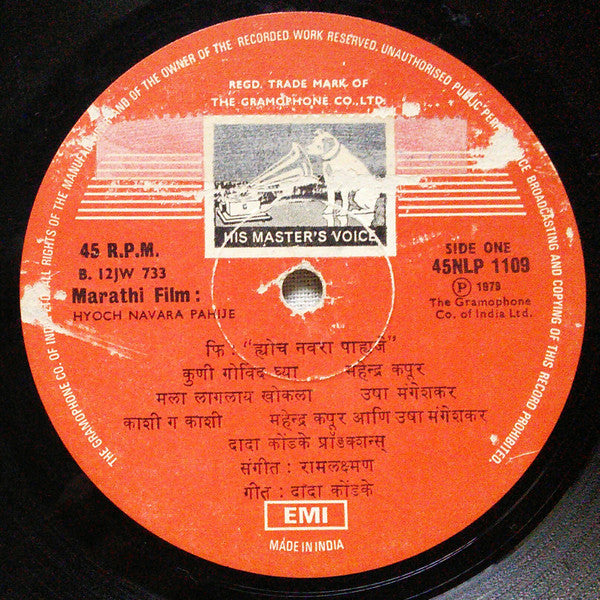 THE GRAMOPHONE CO. OF INDIA LTD. ALL RIGHTS OF THE MANUFACTURER AND OF THE OWNER OF THE RECORDED WORK RESERVED. UNAUTHORISED PUBLIC PERFORMANCE BROADCASTING AND COPYING OF THIS RECORD PROHIBITED.
REGD. TRADE MARK OF
THE GRAMOPHONE CO. LTD.
HIS MASTER'S VOICE
45 R.P.M.
B. 12JW 733
Marathi Film :
HYOCH NAVARA PAHIJE
SIDE ONE
45NLP 1109
Ⓟ 1979
The Gramophone
Co. of India Ltd.
फि : "ह्योच नवरा पाहाजे"
कुणी गोविंद घ्या महेन्द्र कपूर
मला लागलाय खोकला उषा मंगेशकर
काशी ग काशी महेन्द्र कपूर आणि उषा मंगेशकर
दादा कोंडके प्रॉडक्शन्स्
संगीत : रामलक्ष्मण
गीत : दादा कोंडके
EMI
MADE IN INDIA